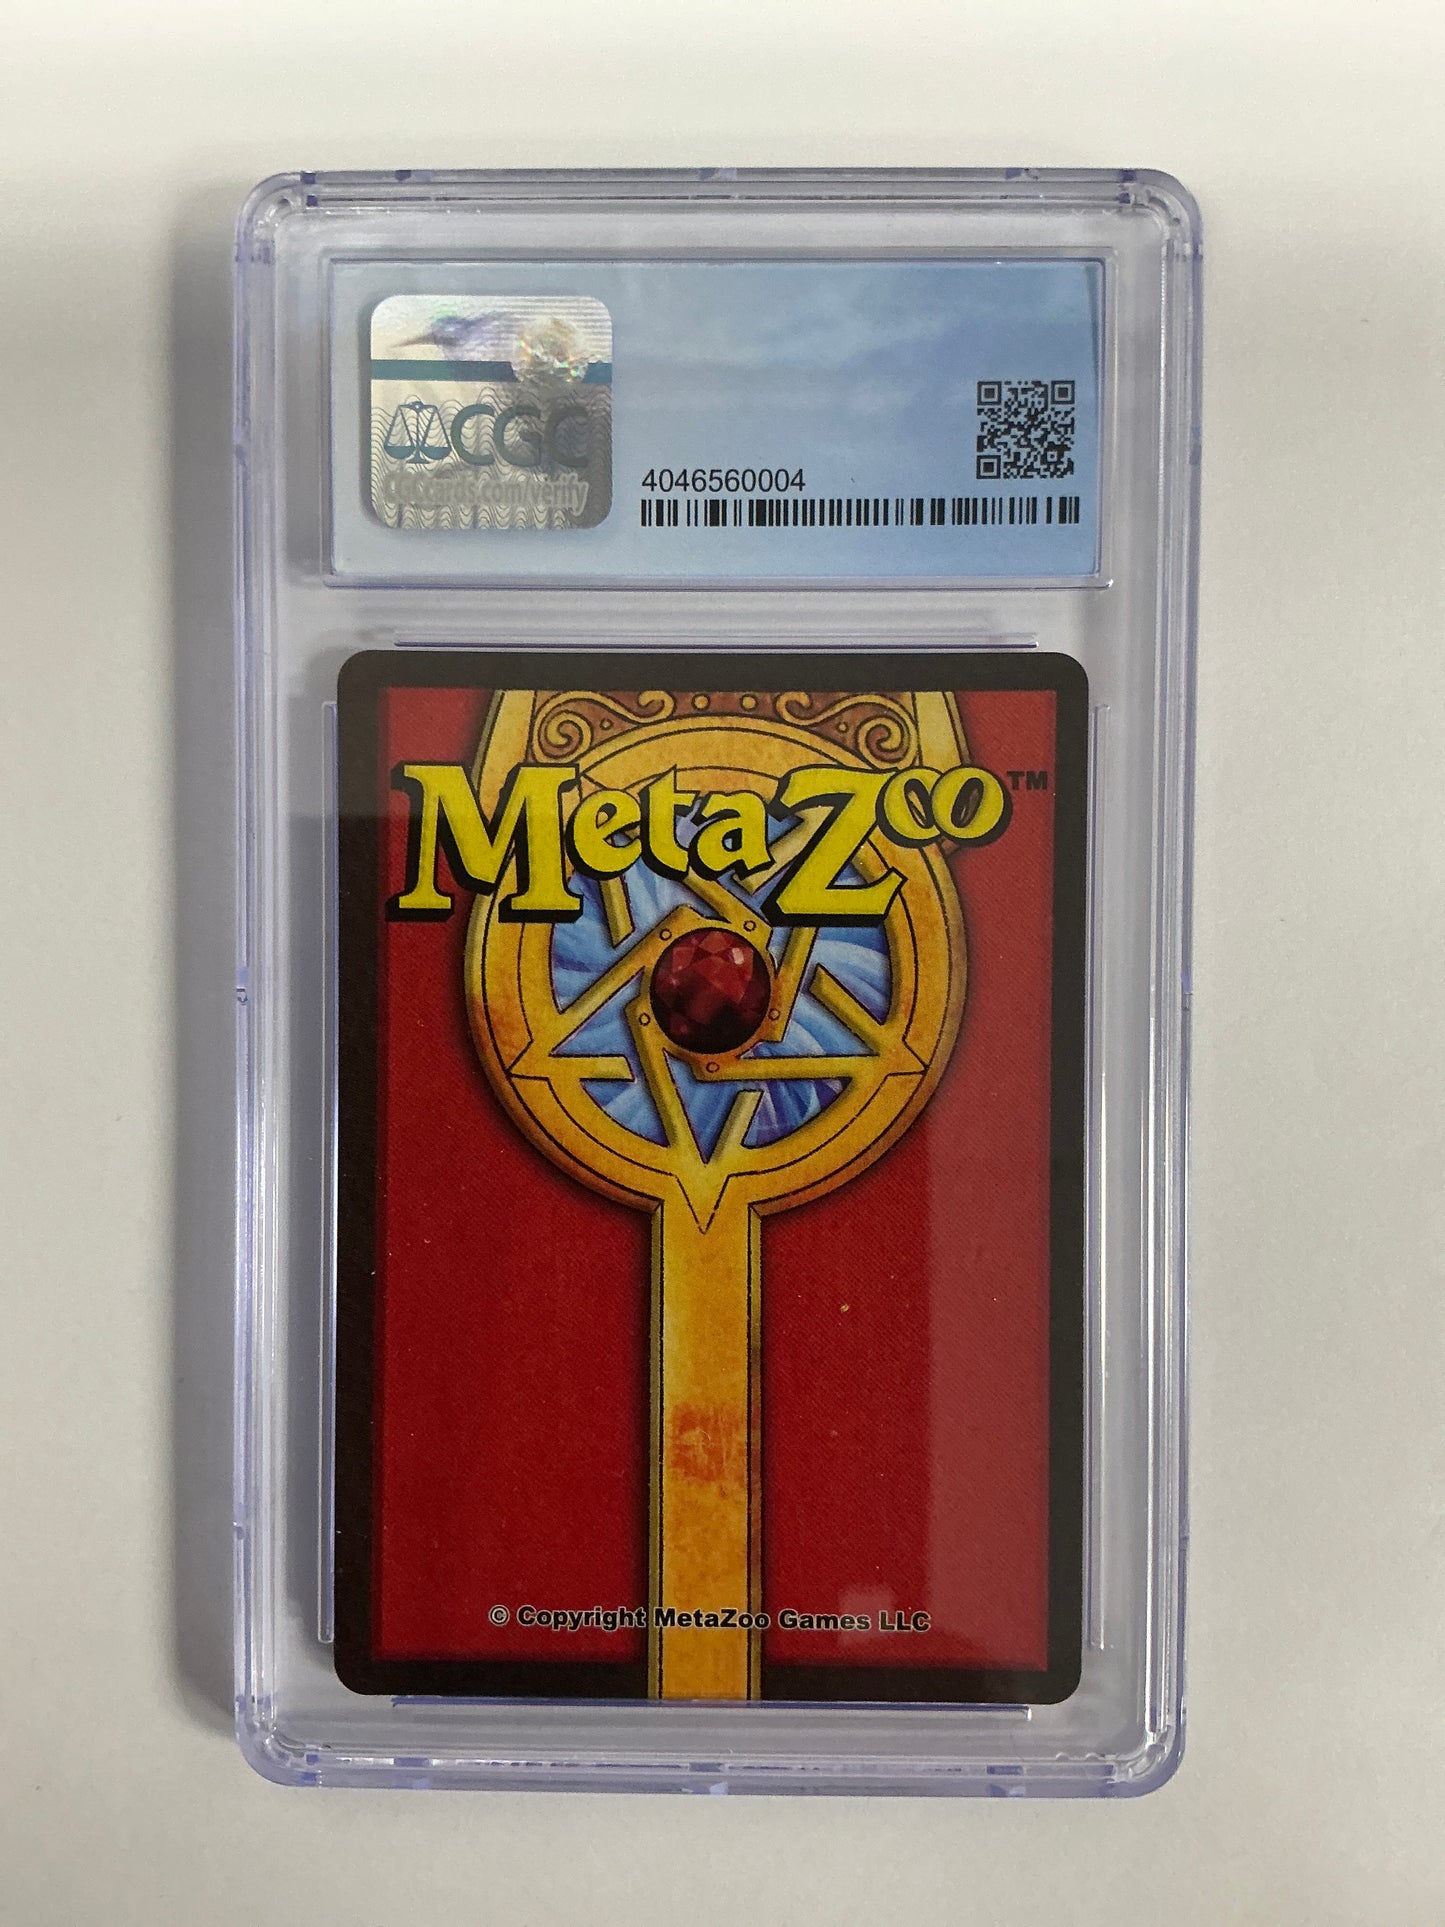 CGC
CGCcards.com/verify
4046560004
MetaZoo™
© Copyright MetaZoo Games LLC